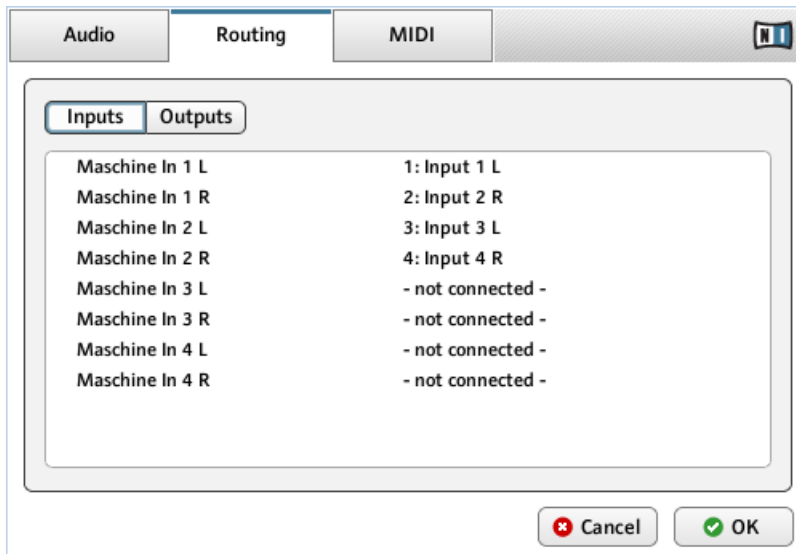 Audio Routing MIDI NI
Inputs Outputs
Maschine In 1 L 1: Input 1 L
Maschine In 1 R 2: Input 2 R
Maschine In 2 L 3: Input 3 L
Maschine In 2 R 4: Input 4 R
Maschine In 3 L - not connected -
Maschine In 3 R - not connected -
Maschine In 4 L - not connected -
Maschine In 4 R - not connected -
Cancel OK